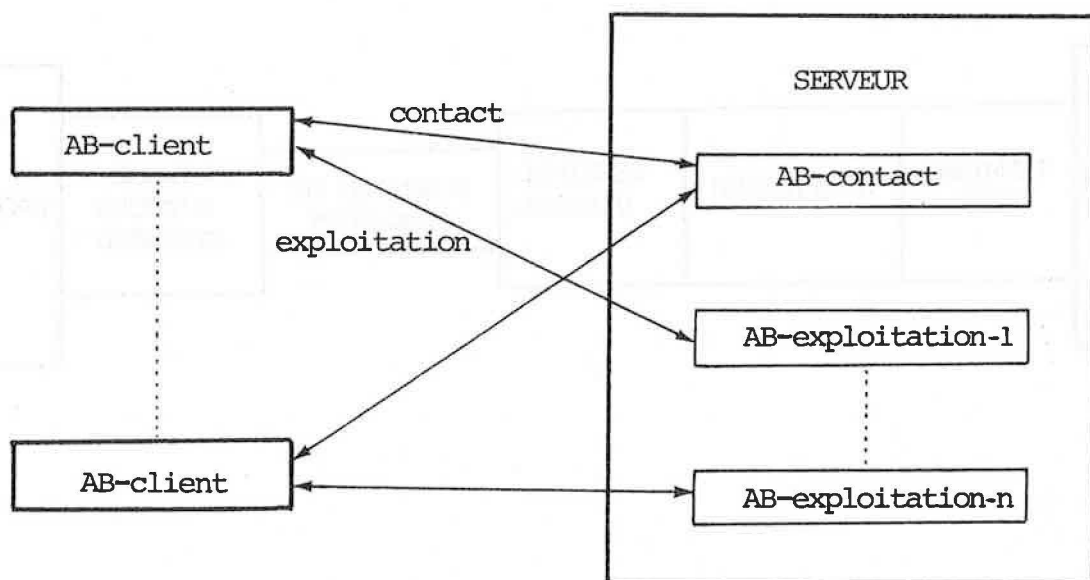 SERVEUR
contact
AB-client
AB-contact
exploitation
AB-exploitation-1
AB-client
AB-exploitation-n